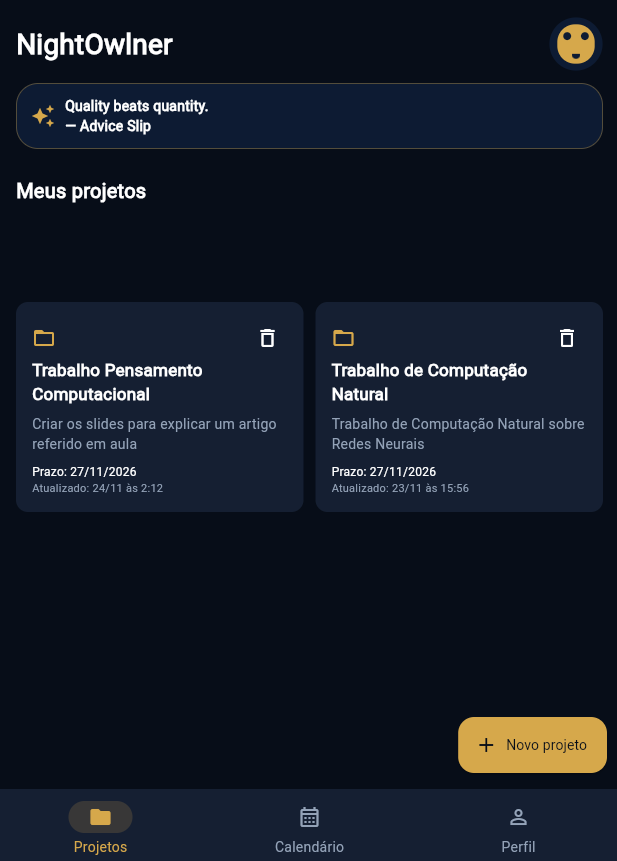 NightOwlner
Quality beats quantity.
— Advice Slip
Meus projetos
Trabalho Pensamento
Computacional
Criar os slides para explicar um artigo
referido em aula
Prazo: 27/11/2026
Atualizado: 24/11 às 2:12
Trabalho de Computação
Natural
Trabalho de Computação Natural sobre
Redes Neurais
Prazo: 27/11/2026
Atualizado: 23/11 às 15:56
Novo projeto
Projetos
Calendário
Perfil